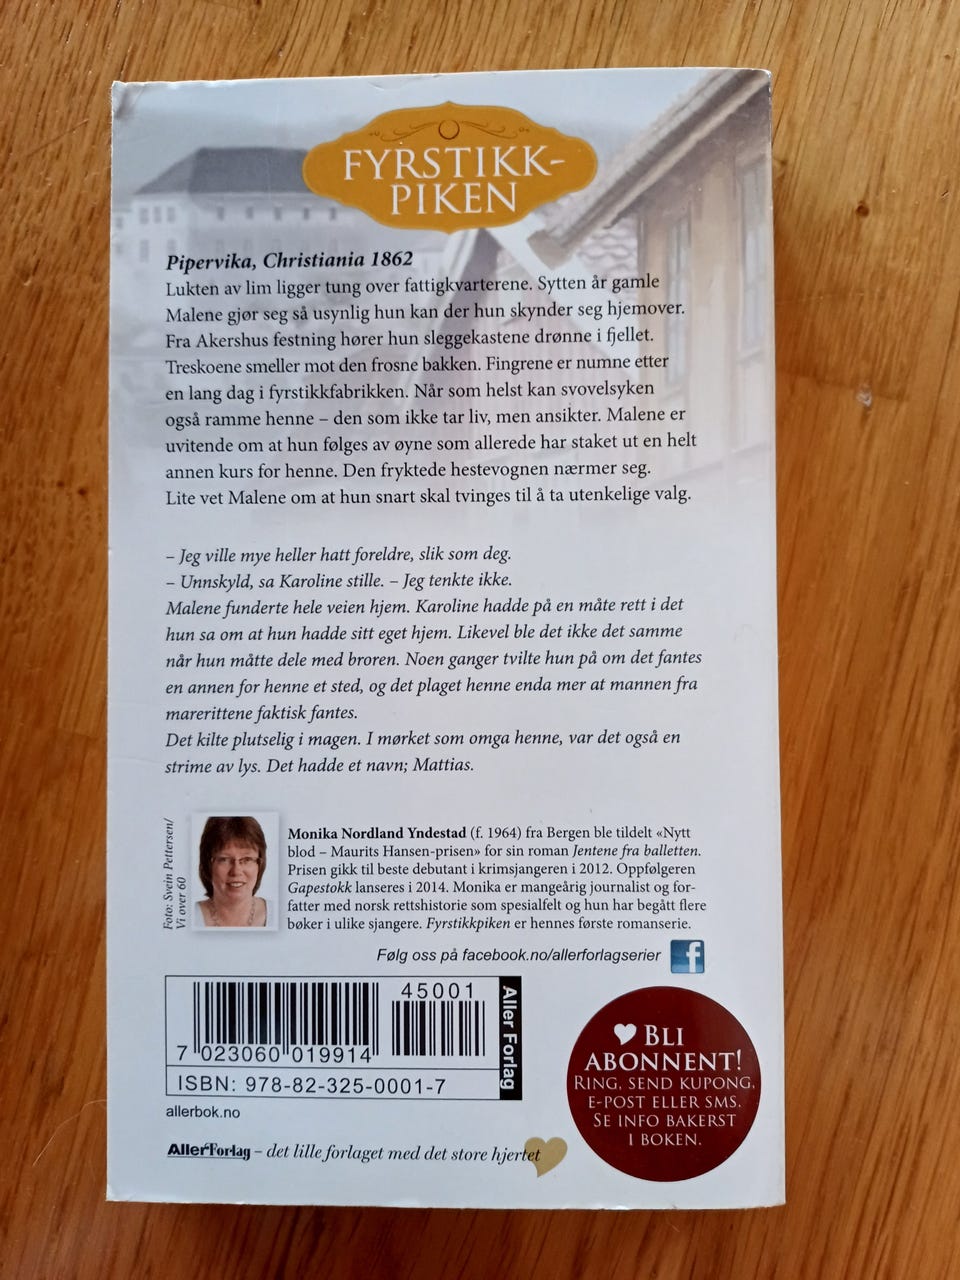 FYRSTIKK-
PIKEN
Pipervika, Christiania 1862
Lukten av lim ligger tung over fattigkvarterene. Sytten år gamle
Malene gjør seg så usynlig hun kan der hun skynder seg hjemover.
Fra Akershus festning hører hun sleggekastene drønne i fjellet.
Treskoene smeller mot den frosne bakken. Fingrene er numne etter
en lang dag i fyrstikkfabrikken. Når som helst kan svovelsyken
også ramme henne – den som ikke tar liv, men ansikter. Malene er
uvitende om at hun følges av øyne som allerede har staket ut en helt
annen kurs for henne. Den fryktede hestevognen nærmer seg.
Lite vet Malene om at hun snart skal tvinges til å ta utenkelige valg.
– Jeg ville mye heller hatt foreldre, slik som deg.
– Unnskyld, sa Karoline stille. – Jeg tenkte ikke.
Malene funderte hele veien hjem. Karoline hadde på en måte rett i det
hun sa om at hun hadde sitt eget hjem. Likevel ble det ikke det samme
når hun måtte dele med broren. Noen ganger tvilte hun på om det fantes
en annen for henne et sted, og det plaget henne enda mer at mannen fra
marerittene faktisk fantes.
Det kilte plutselig i magen. I mørket som omga henne, var det også en
strime av lys. Det hadde et navn; Mattias.
Foto: Svein Pettersen/
Vi over 60
Monika Nordland Yndestad (f. 1964) fra Bergen ble tildelt «Nytt
blod – Maurits Hansen-prisen» for sin roman Jentene fra balletten.
Prisen gikk til beste debutant i krimsjangeren i 2012. Oppfølgeren
Gapestokk lanseres i 2014. Monika er mangeårig journalist og for-
fatter med norsk rettshistorie som spesialfelt og hun har begått flere
bøker i ulike sjangere. Fyrstikkpiken er hennes første romanserie.
Følg oss på facebook.no/allerforlagserier
f
45001
7 023060 019914
Aller Forlag
ISBN: 978-82-325-0001-7
allerbok.no
AllerForlag – det lille forlaget med det store hjertet
BLI
ABONNENT!
RING, SEND KUPONG,
E-POST ELLER SMS.
SE INFO BAKERST
I BOKEN.